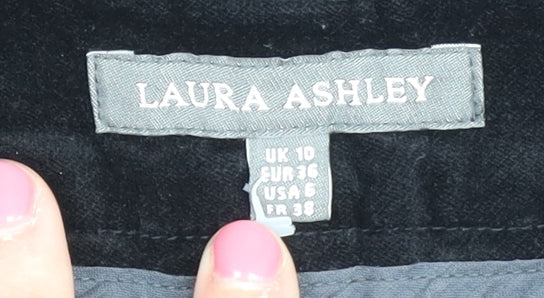 LAURA ASHLEY
UK 10
EUR 36
USA 6
FR 38